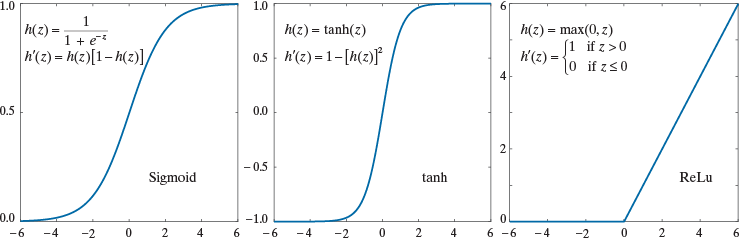 1.0
h(z) = 1 / (1 + e^{-z})
h′(z) = h(z)[1 – h(z)]
0.5
Sigmoid
0.0
−6 −4 −2 0 2 4 6
1.0
h(z) = tanh(z)
h′(z) = 1 – [h(z)]²
0.5
0.0
−0.5
tanh
−1.0
−6 −4 −2 0 2 4 6
6
h(z) = max(0, z)
h′(z) = { 1 if z > 0
0 if z ≤ 0
4
2
ReLu
0
−6 −4 −2 0 2 4 6